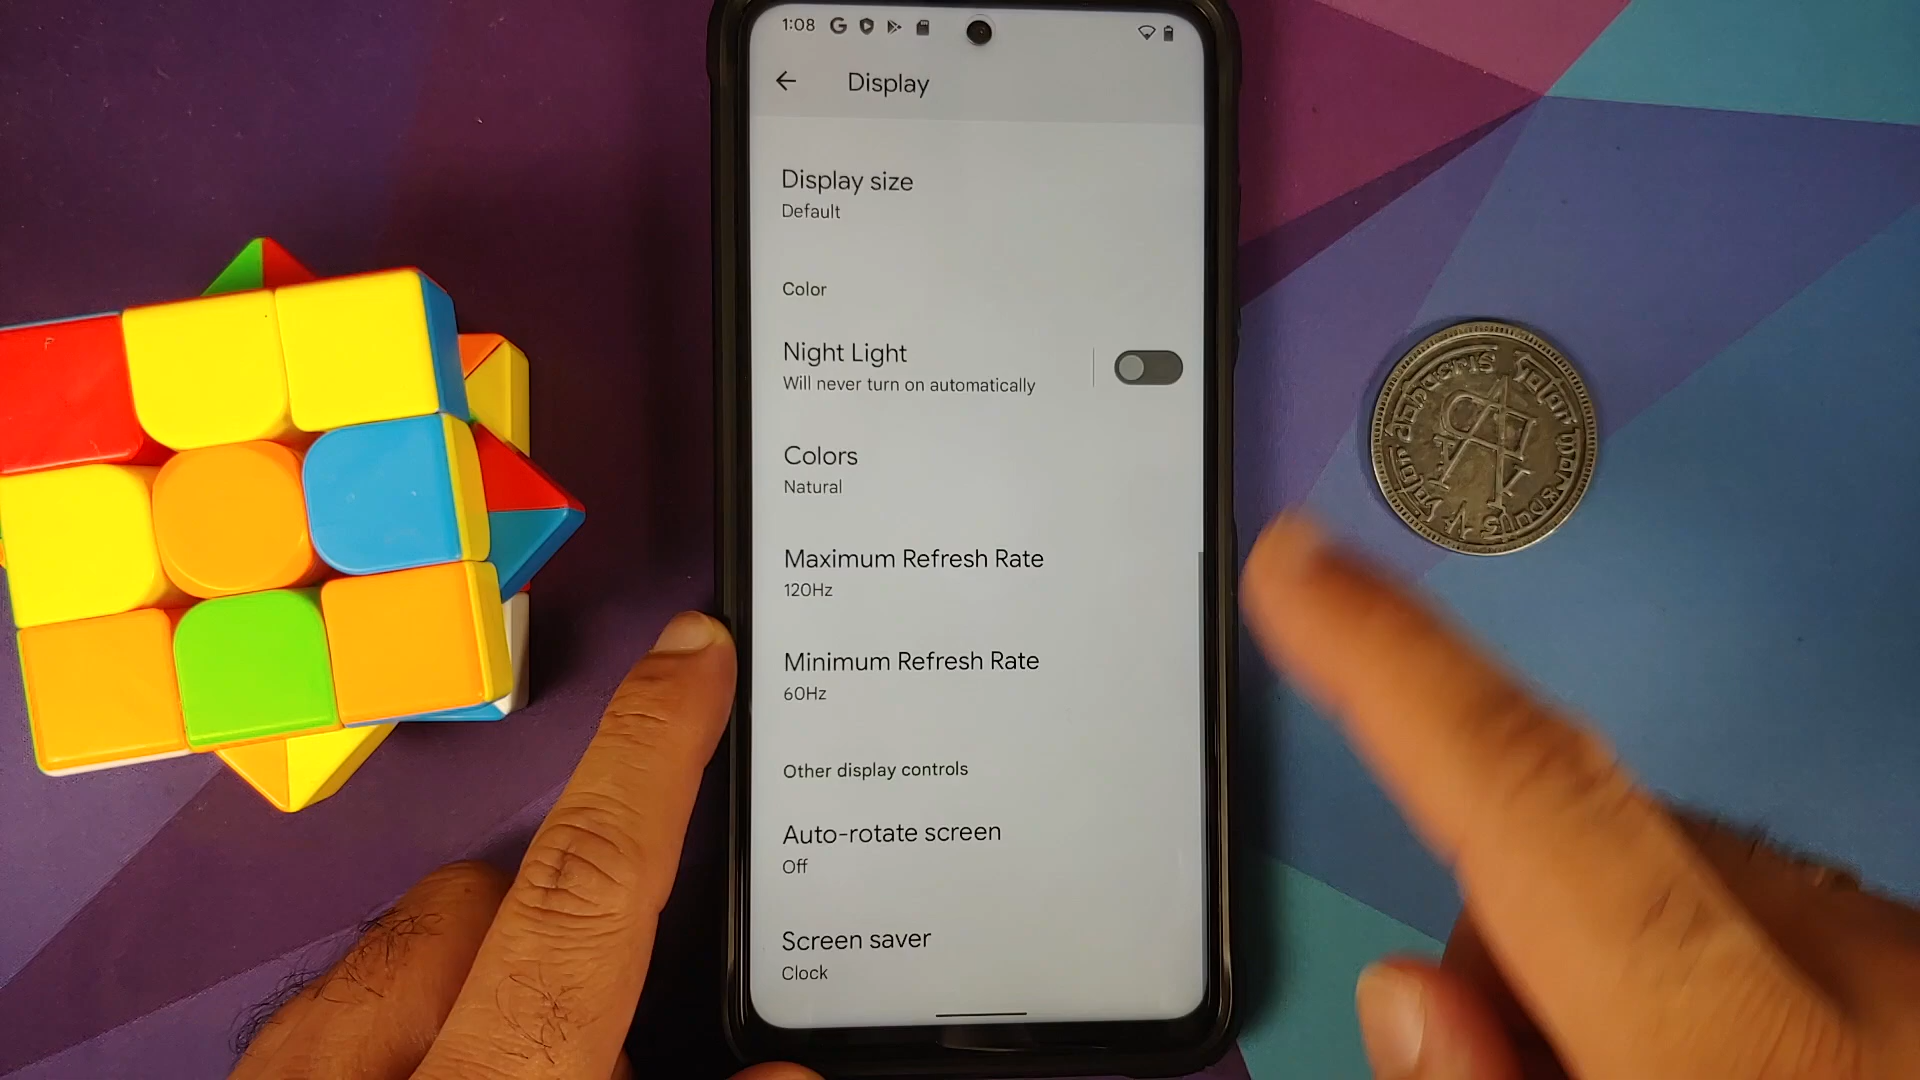 1:08
Display
Display size
Default
Color
Night Light
Will never turn on automatically
Colors
Natural
Maximum Refresh Rate
120Hz
Minimum Refresh Rate
60Hz
Other display controls
Auto-rotate screen
Off
Screen saver
Clock